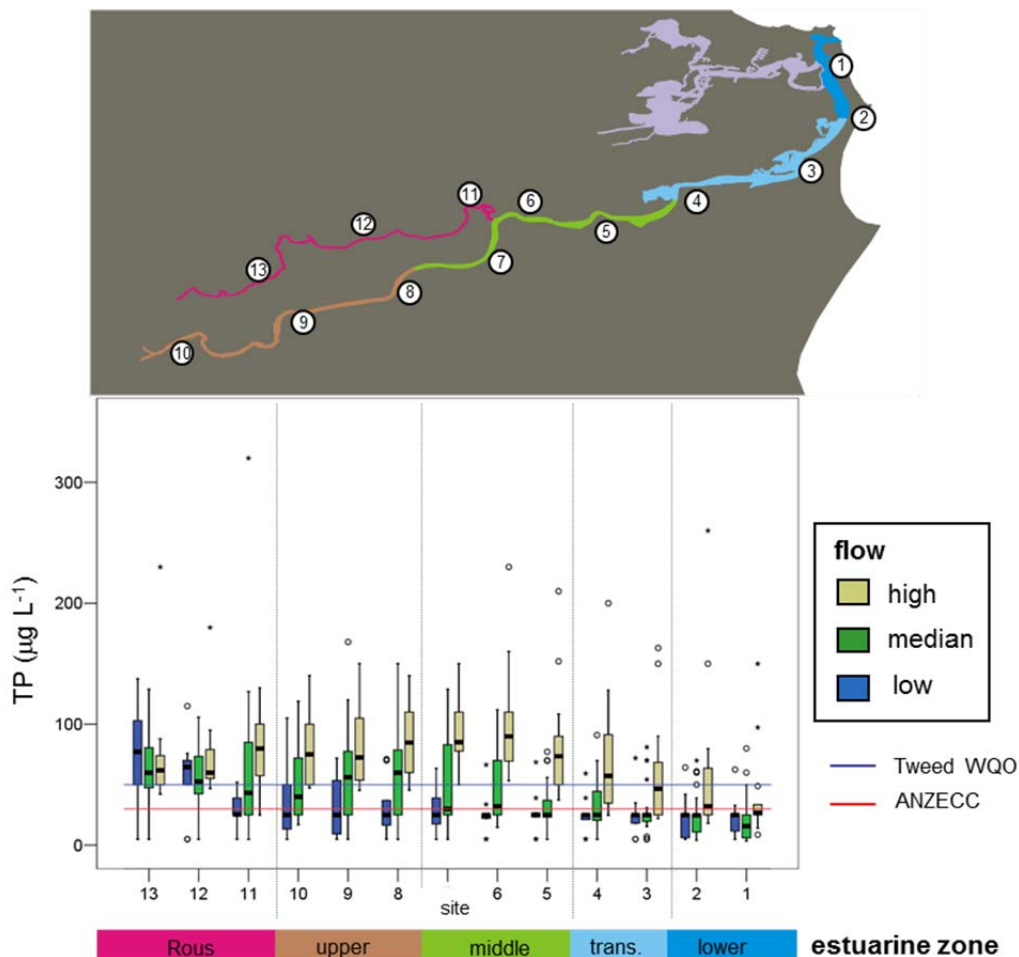 1
2
3
4
5
6
7
8
9
10
11
12
13
TP (µg L⁻¹)
300
200
100
0
13 12 11 10 9 8 6 5 4 3 2 1
site
flow
high
median
low
Tweed WQO
ANZECC
Rous upper middle trans. lower estuarine zone